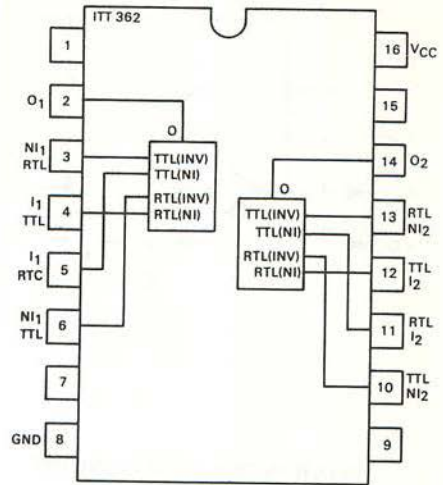 ITT 362
1
2
O1
3
NI1
RTL
4
I1
TTL
5
I1
RTC
6
NI1
TTL
7
8
GND
O
TTL(INV)
TTL(NI)
RTL(INV)
RTL(NI)
O
TTL(INV)
TTL(NI)
RTL(INV)
RTL(NI)
16
VCC
15
14
O2
13
RTL
NI2
12
TTL
I2
11
RTL
I2
10
TTL
NI2
9